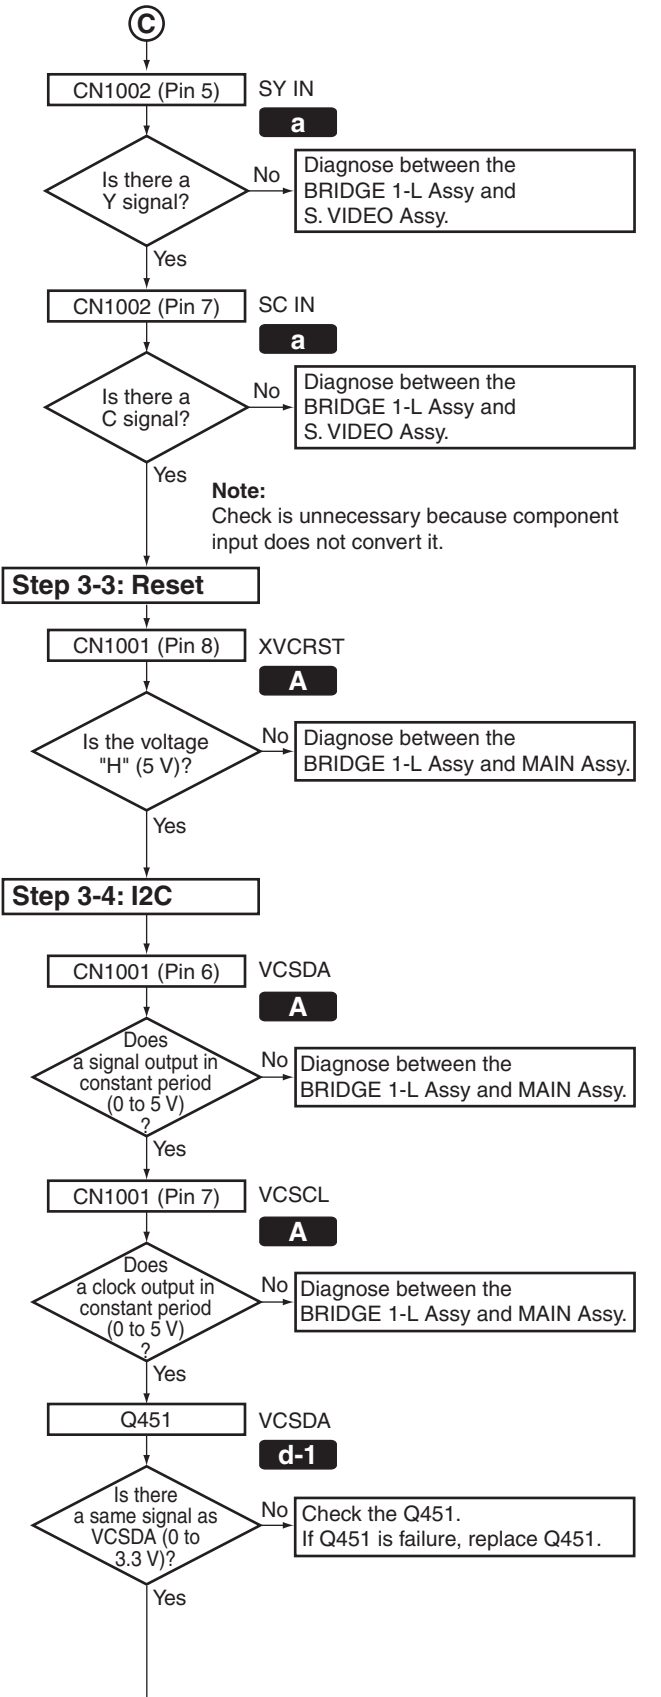 C
CN1002 (Pin 5)
SY IN
a
Is there a
Y signal?
No
Diagnose between the
BRIDGE 1-L Assy and
S. VIDEO Assy.
Yes
CN1002 (Pin 7)
SC IN
a
Is there a
C signal?
No
Diagnose between the
BRIDGE 1-L Assy and
S. VIDEO Assy.
Yes
Note:
Check is unnecessary because component
input does not convert it.
Step 3-3: Reset
CN1001 (Pin 8)
XVCRST
A
Is the voltage
"H" (5 V)?
No
Diagnose between the
BRIDGE 1-L Assy and MAIN Assy.
Yes
Step 3-4: I2C
CN1001 (Pin 6)
VCSDA
A
Does
a signal output in
constant period
(0 to 5 V)
?
No
Diagnose between the
BRIDGE 1-L Assy and MAIN Assy.
Yes
CN1001 (Pin 7)
VCSCL
A
Does
a clock output in
constant period
(0 to 5 V)
?
No
Diagnose between the
BRIDGE 1-L Assy and MAIN Assy.
Yes
Q451
VCSDA
d-1
Is there
a same signal as
VCSDA (0 to
3.3 V)?
No
Check the Q451.
If Q451 is failure, replace Q451.
Yes